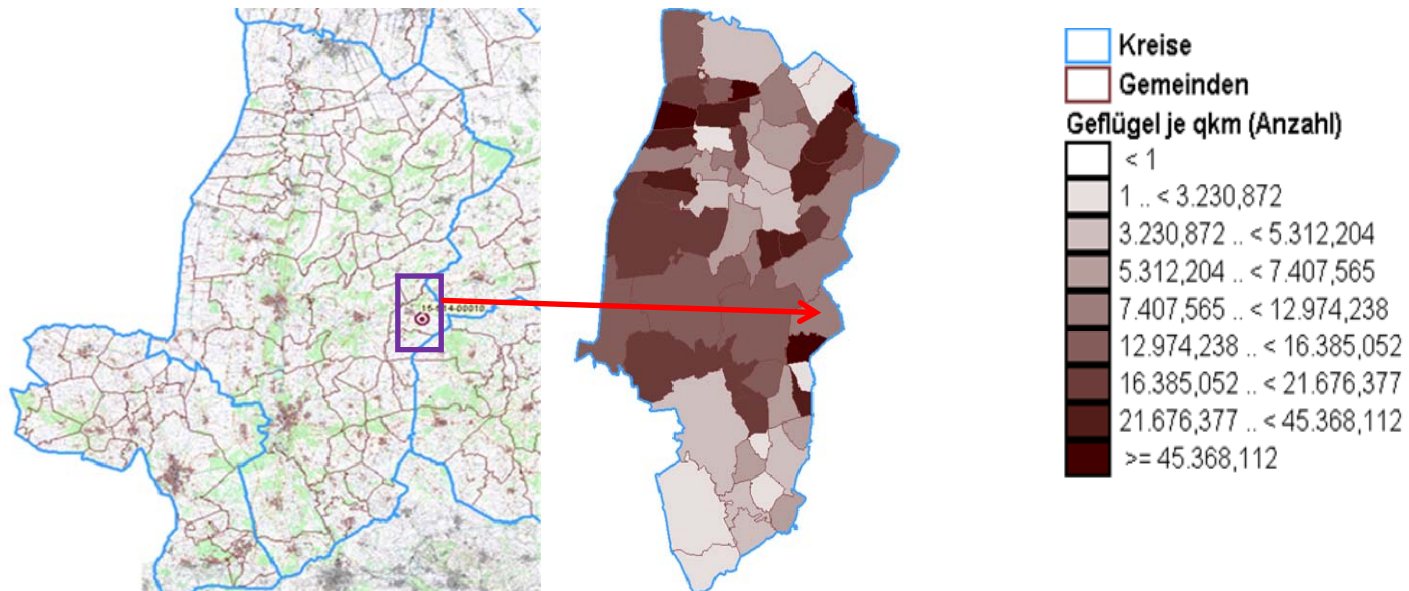 Kreise
Gemeinden
Geflügel je qkm (Anzahl)
< 1
1 .. < 3.230,872
3.230,872 .. < 5.312,204
5.312,204 .. < 7.407,565
7.407,565 .. < 12.974,238
12.974,238 .. < 16.385,052
16.385,052 .. < 21.676,377
21.676,377 .. < 45.368,112
>= 45.368,112